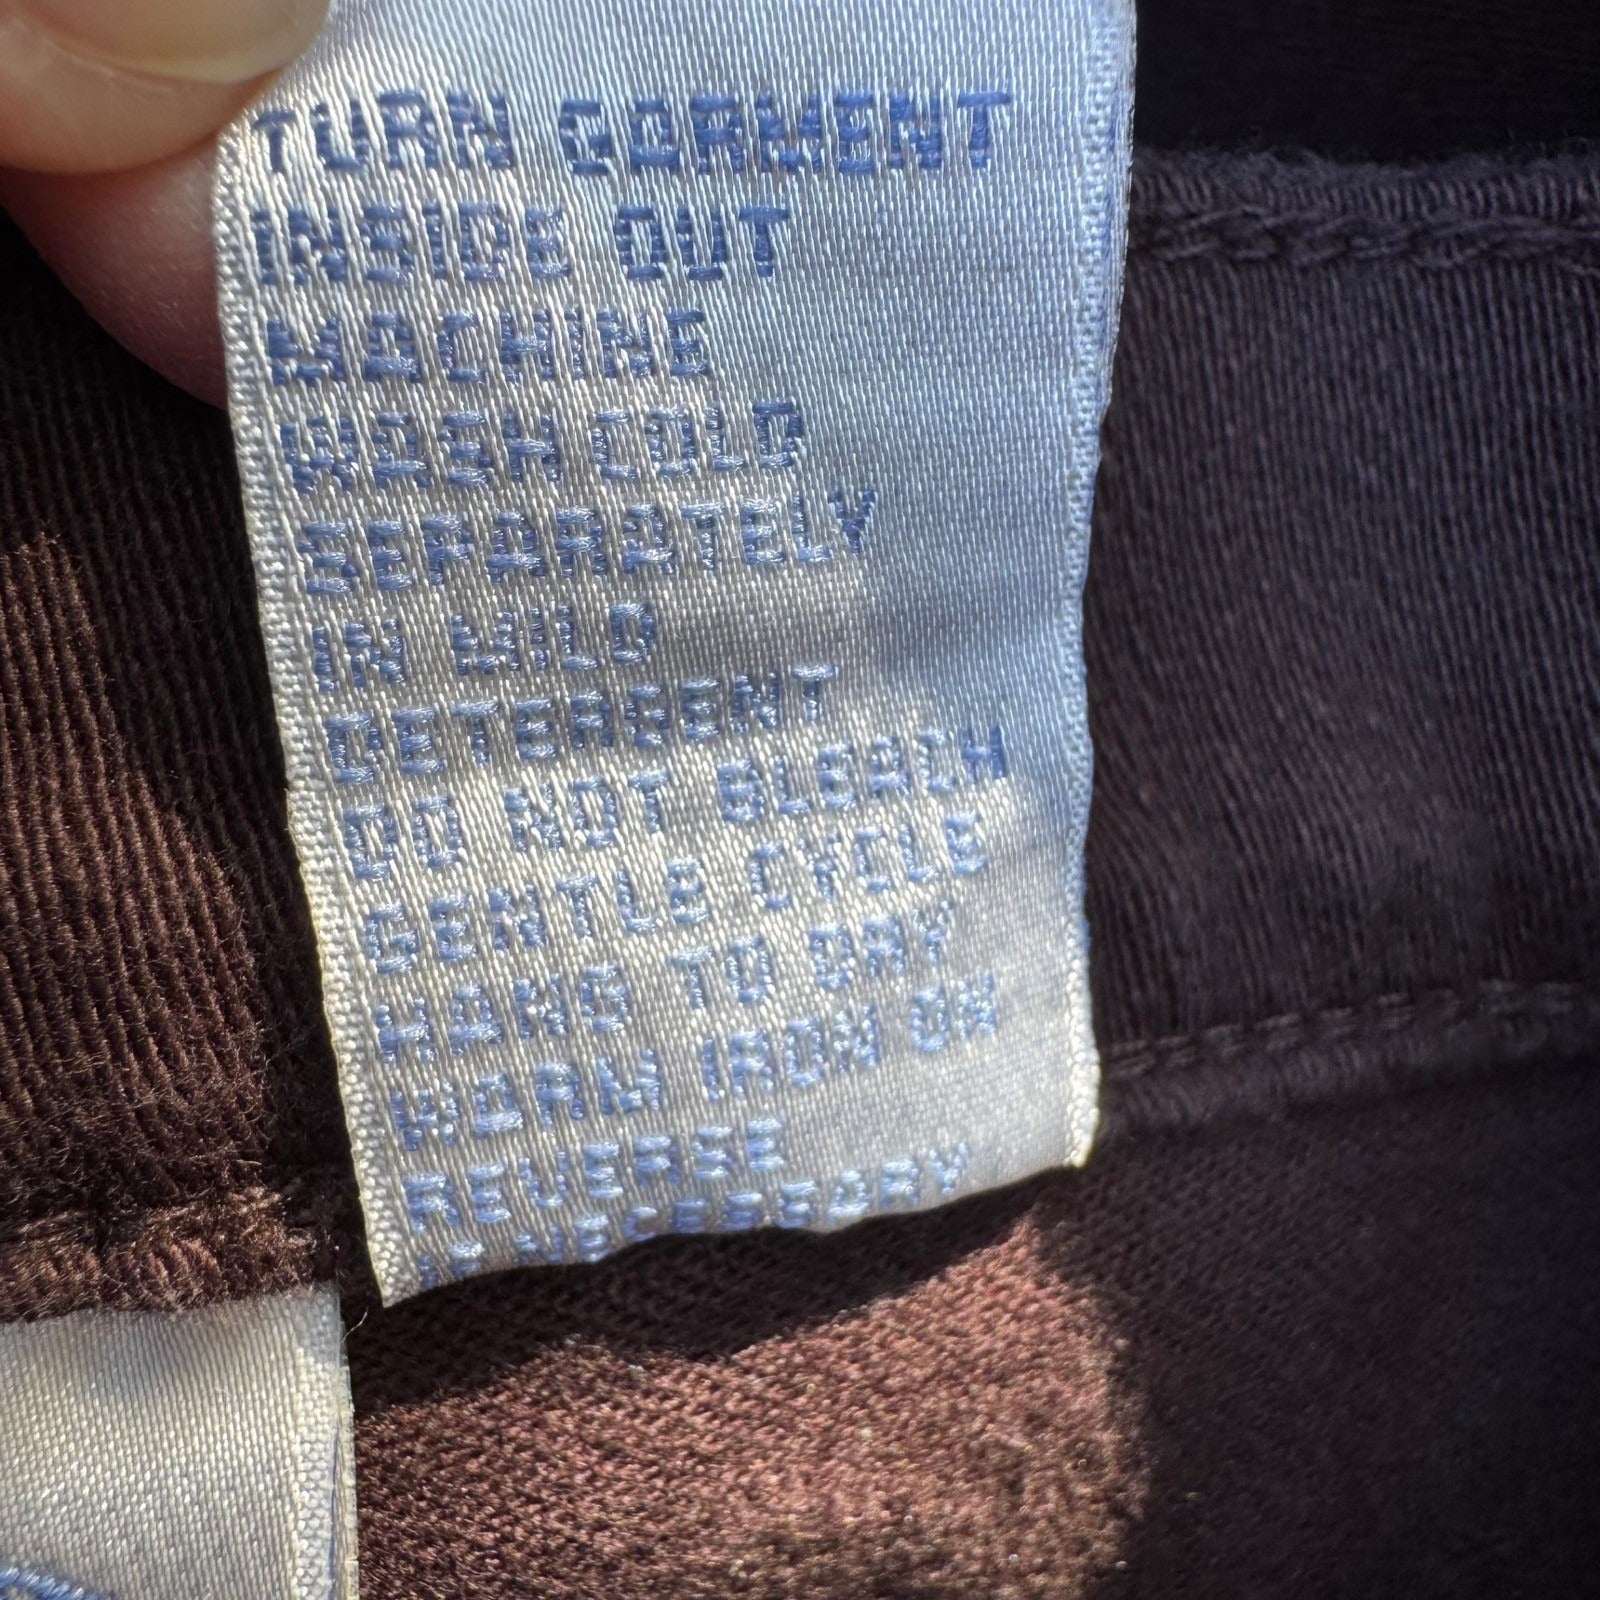 TURN GARMENT
INSIDE OUT
MACHINE
WASH COLD
SEPARATELY
IN MILD
DETERGENT
DO NOT BLEACH
GENTLE CYCLE
HANG TO DRY
WARM IRON ON
REVERSE
NECESSARY